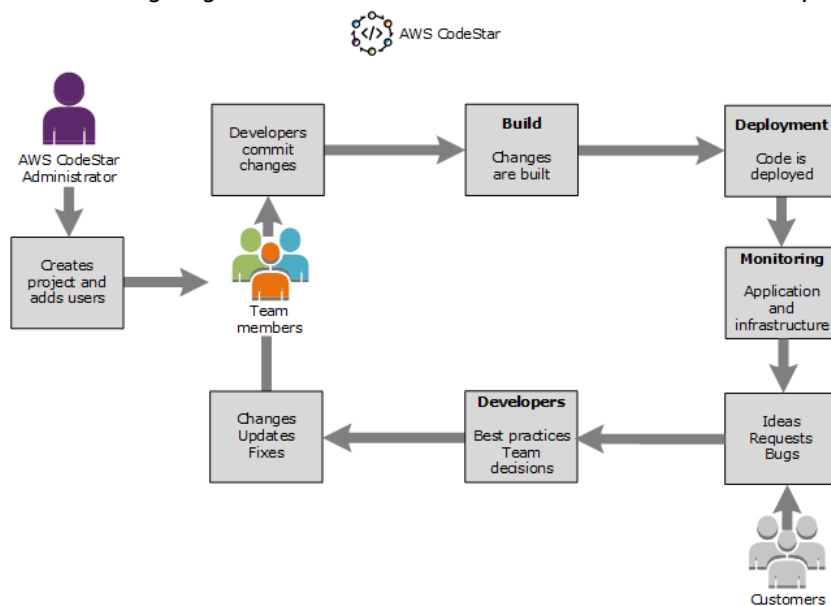 AWS CodeStar
AWS CodeStar
Administrator
Creates
project and
adds users
Team
members
Developers
commit
changes
Build
Changes
are built
Deployment
Code is
deployed
Monitoring
Application
and
infrastructure
Ideas
Requests
Bugs
Customers
Developers
Best practices
Team
decisions
Changes
Updates
Fixes